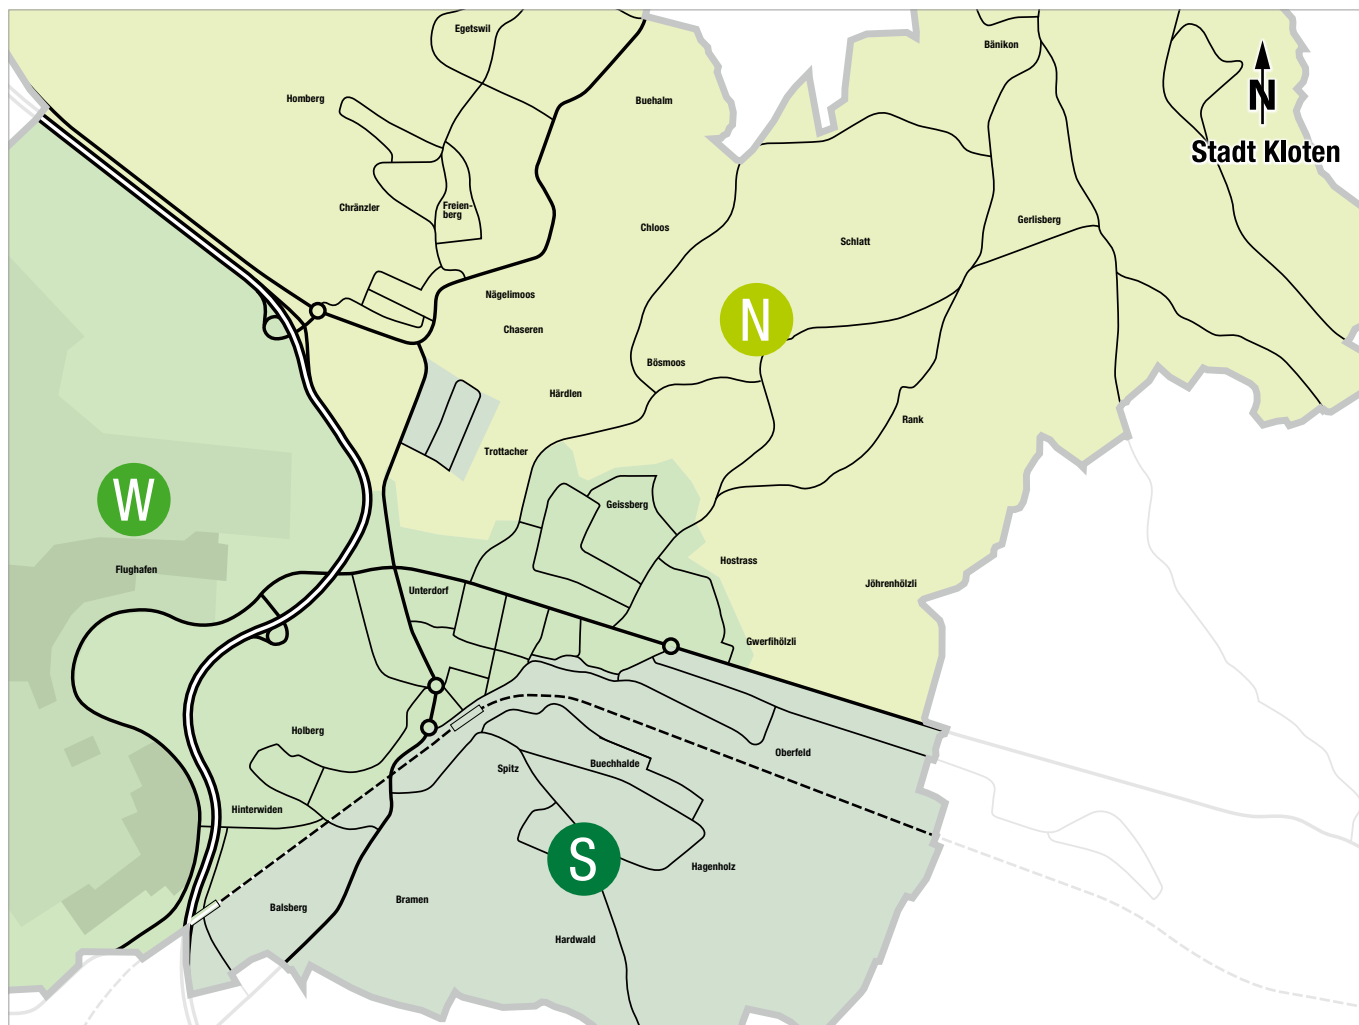 Egetswil
Bänikon
Homberg
Buehalm
N
Stadt Kloten
Chränzler
Freien-
berg
Chloos
Gerlisberg
Schlatt
Nägelimoos
Chaseren
N
Bösmoos
Härdlen
Rank
Trottacher
W
Geissberg
Flughafen
Hostrass
Unterdorf
Jöhrenhölzli
Gwerfihölzli
Holberg
Oberfeld
Spitz
Buechhalde
Hinterwiden
S
Hagenholz
Balsberg
Bramen
Hardwald